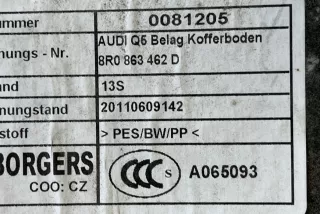 ummer 0081205
nungs - Nr. AUDI Q5 Belag Kofferboden
8R0 863 462 D
nd 13S
nungstand 20110609142
stoff > PES/BW/PP <
BORGERS
COO: CZ
CCC S A065093